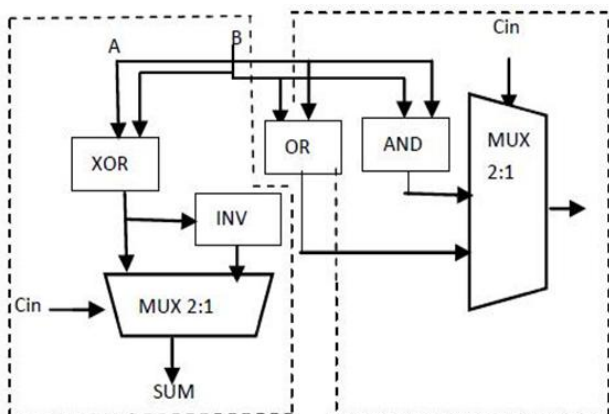 Cin
A
B
XOR
OR
AND
MUX
2:1
INV
Cin
MUX 2:1
SUM